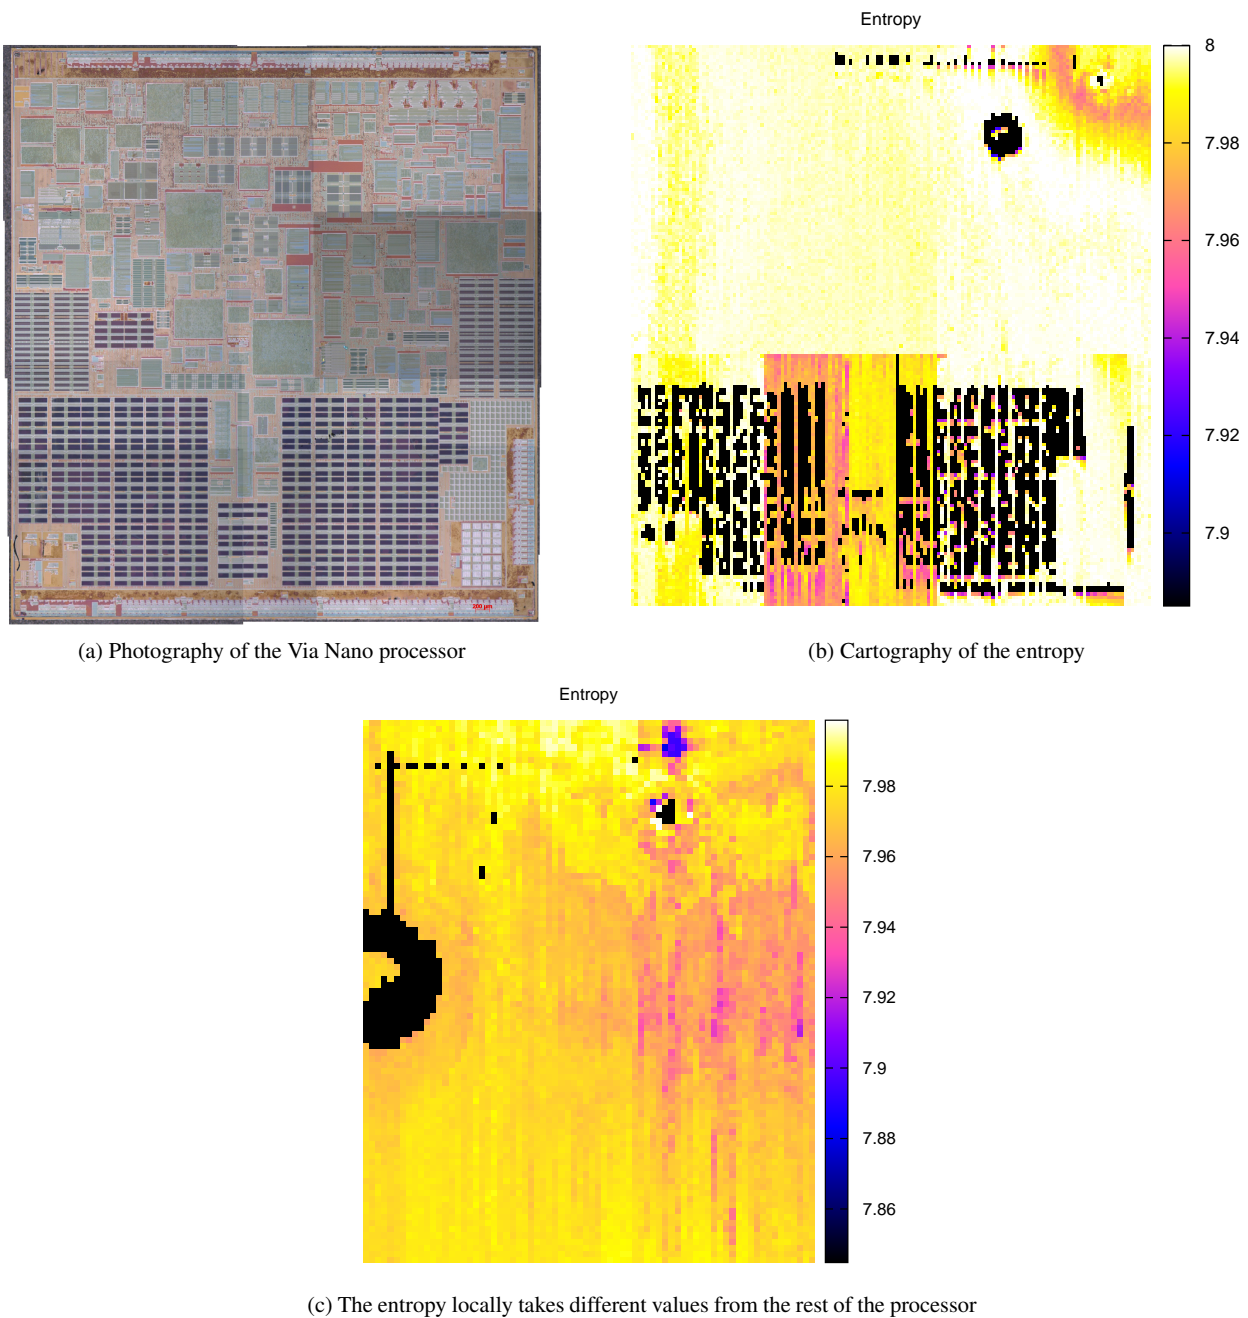 Entropy
8
7.98
7.96
7.94
7.92
7.9
200 µm
(a) Photography of the Via Nano processor
(b) Cartography of the entropy
Entropy
7.98
7.96
7.94
7.92
7.9
7.88
7.86
(c) The entropy locally takes different values from the rest of the processor